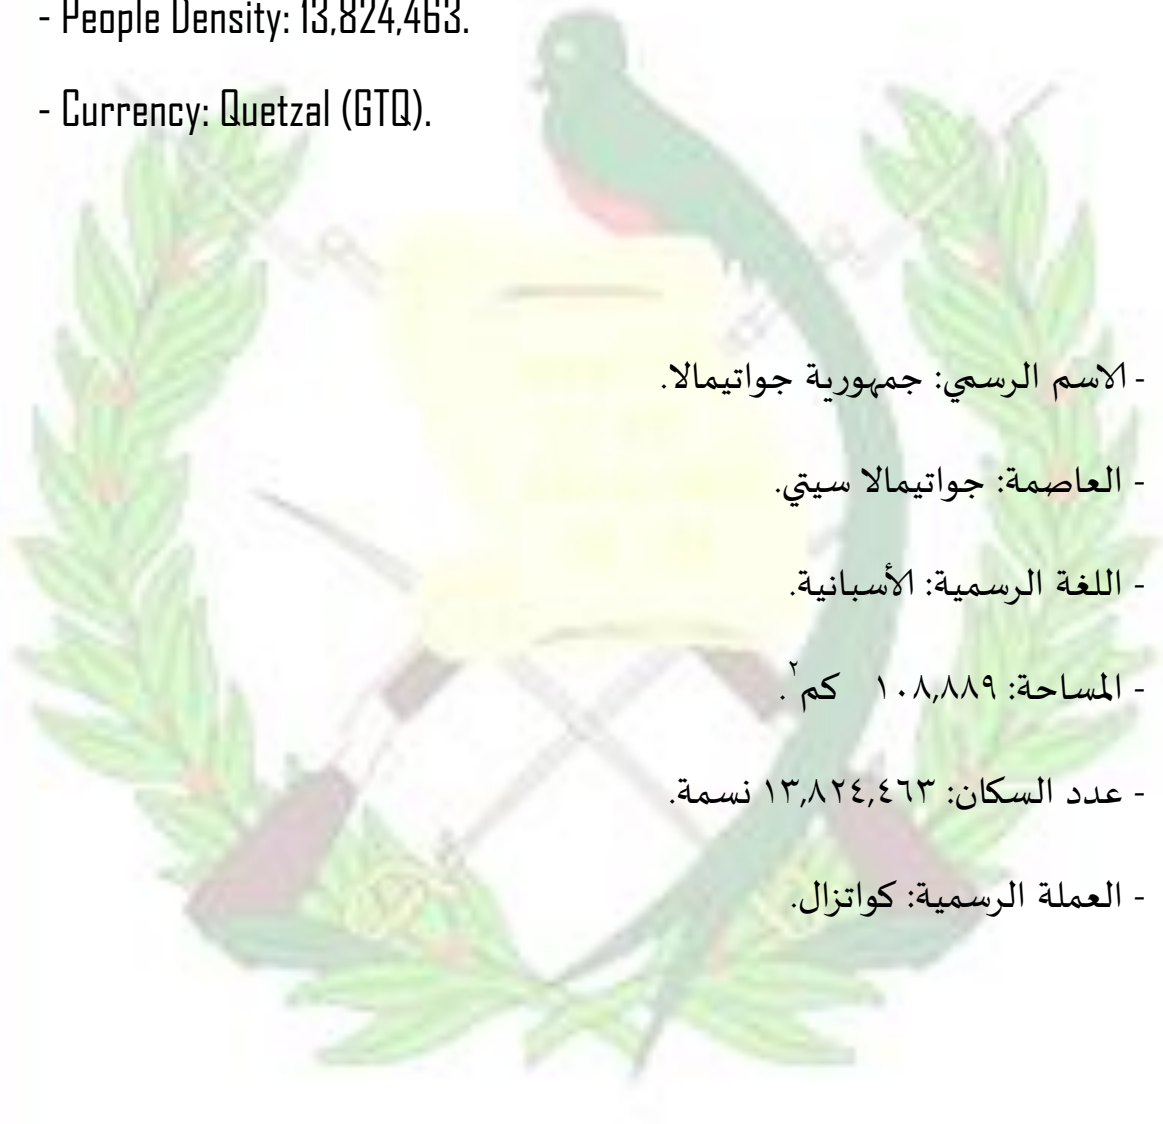 - People Density: 13,824,463.
- Currency: Quetzal (GTQ).
- الاسم الرسمي: جمهورية جواتيمالا.
- العاصمة: جواتيمالا سيتي.
- اللغة الرسمية: الأسبانية.
- المساحة: ١٠٨,٨٨٩ كم٢.
- عدد السكان: ١٣,٨٢٤,٤٦٣ نسمة.
- العملة الرسمية: كواتزال.